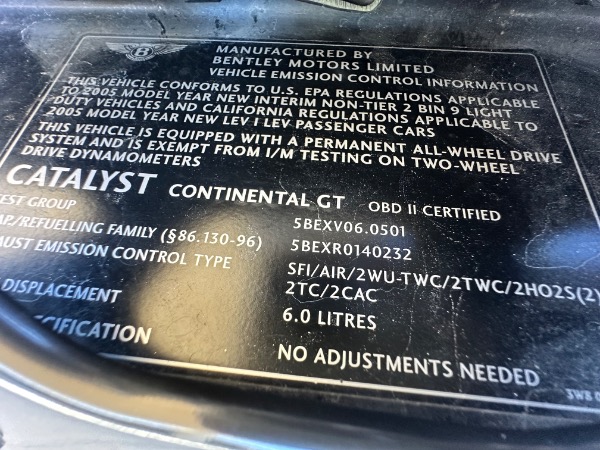 B
MANUFACTURED BY
BENTLEY MOTORS LIMITED
VEHICLE EMISSION CONTROL INFORMATION
THIS VEHICLE CONFORMS TO U.S. EPA REGULATIONS APPLICABLE
TO 2005 MODEL YEAR NEW INTERIM NON-TIER 2 BIN 9 LIGHT
DUTY VEHICLES AND CALIFORNIA REGULATIONS APPLICABLE TO
2005 MODEL YEAR NEW LEV I LEV PASSENGER CARS
THIS VEHICLE IS EQUIPPED WITH A PERMANENT ALL-WHEEL DRIVE
SYSTEM AND IS EXEMPT FROM I/M TESTING ON TWO-WHEEL
DRIVE DYNAMOMETERS
CATALYST CONTINENTAL GT OBD II CERTIFIED
EST GROUP 5BEXV06.0501
AP./REFUELLING FAMILY (§86.130-96) 5BEXR0140232
AUST EMISSION CONTROL TYPE SFI/AIR/2WU-TWC/2TWC/2HO2S(2)
2TC/2CAC
DISPLACEMENT 6.0 LITRES
CIFICATION NO ADJUSTMENTS NEEDED
3W8 0